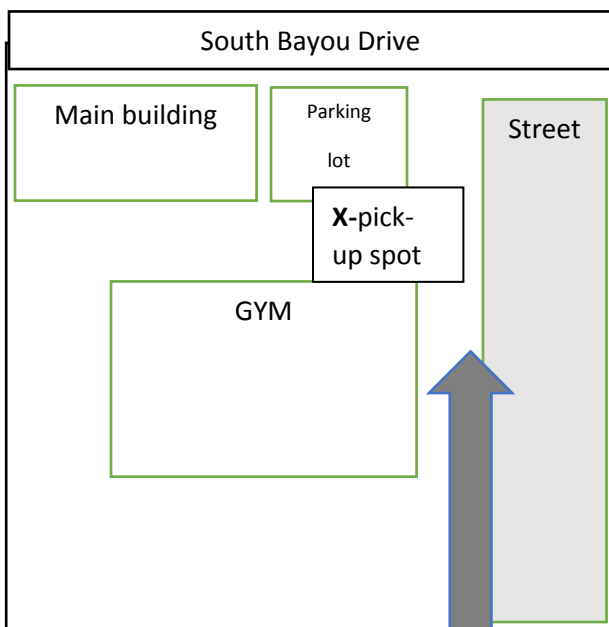 South Bayou Drive
Main building
Parking
lot
Street
X-pick-
up spot
GYM